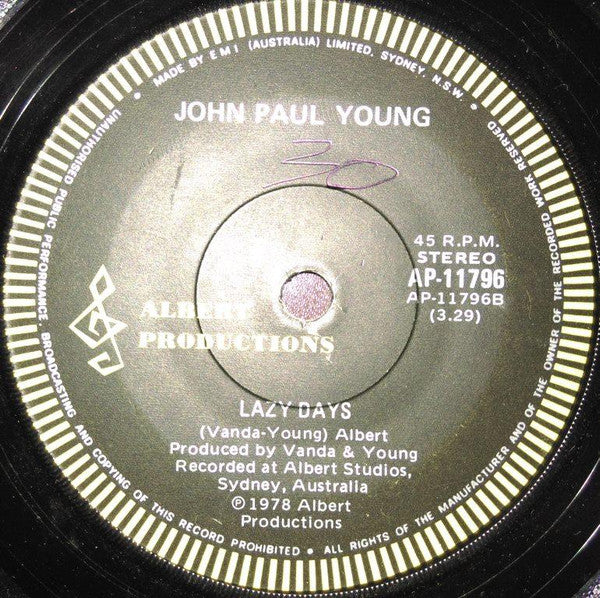 • MADE BY E M I (AUSTRALIA) LIMITED. SYDNEY, N.S.W. •
UNAUTHORISED PUBLIC PERFORMANCE, BROADCASTING AND COPYING OF THIS RECORD PROHIBITED • ALL RIGHTS OF THE MANUFACTURER AND OF THE OWNER OF THE RECORDED WORK RESERVED
JOHN PAUL YOUNG
30
45 R.P.M.
STEREO
AP-11796
AP-11796B
(3.29)
ALBERT
PRODUCTIONS
LAZY DAYS
(Vanda-Young) Albert
Produced by Vanda & Young
Recorded at Albert Studios,
Sydney, Australia
℗ 1978 Albert
Productions